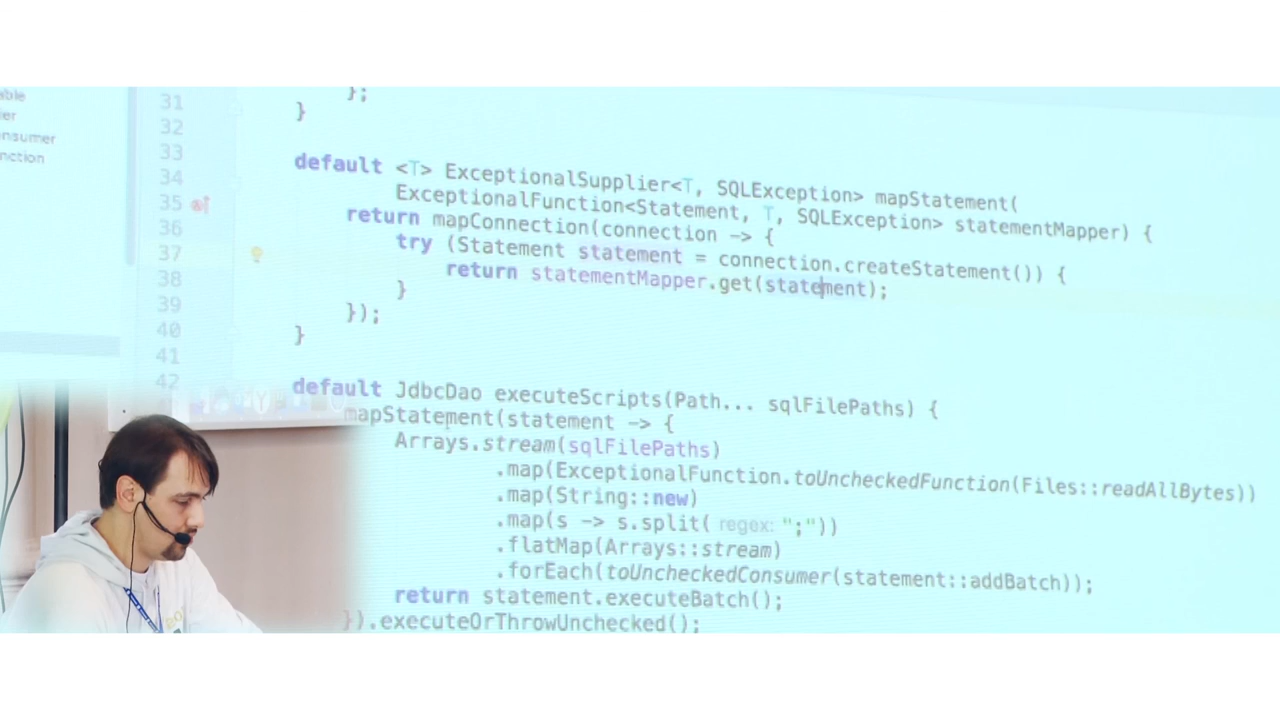 able
ier
nsumer
nction
31
32
33
34
35
36
37
38
39
40
41
42
};
}
default <T> ExceptionalSupplier<T, SQLException> mapStatement(
ExceptionalFunction<Statement, T, SQLException> statementMapper) {
return mapConnection(connection -> {
try (Statement statement = connection.createStatement()) {
return statementMapper.get(statement);
}
});
}
default JdbcDao executeScripts(Path... sqlFilePaths) {
mapStatement(statement -> {
Arrays.stream(sqlFilePaths)
.map(ExceptionalFunction.toUncheckedFunction(Files::readAllBytes))
.map(String::new)
.map(s -> s.split( regex: ";"))
.flatMap(Arrays::stream)
.forEach(toUncheckedConsumer(statement::addBatch));
return statement.executeBatch();
}).executeOrThrowUnchecked();